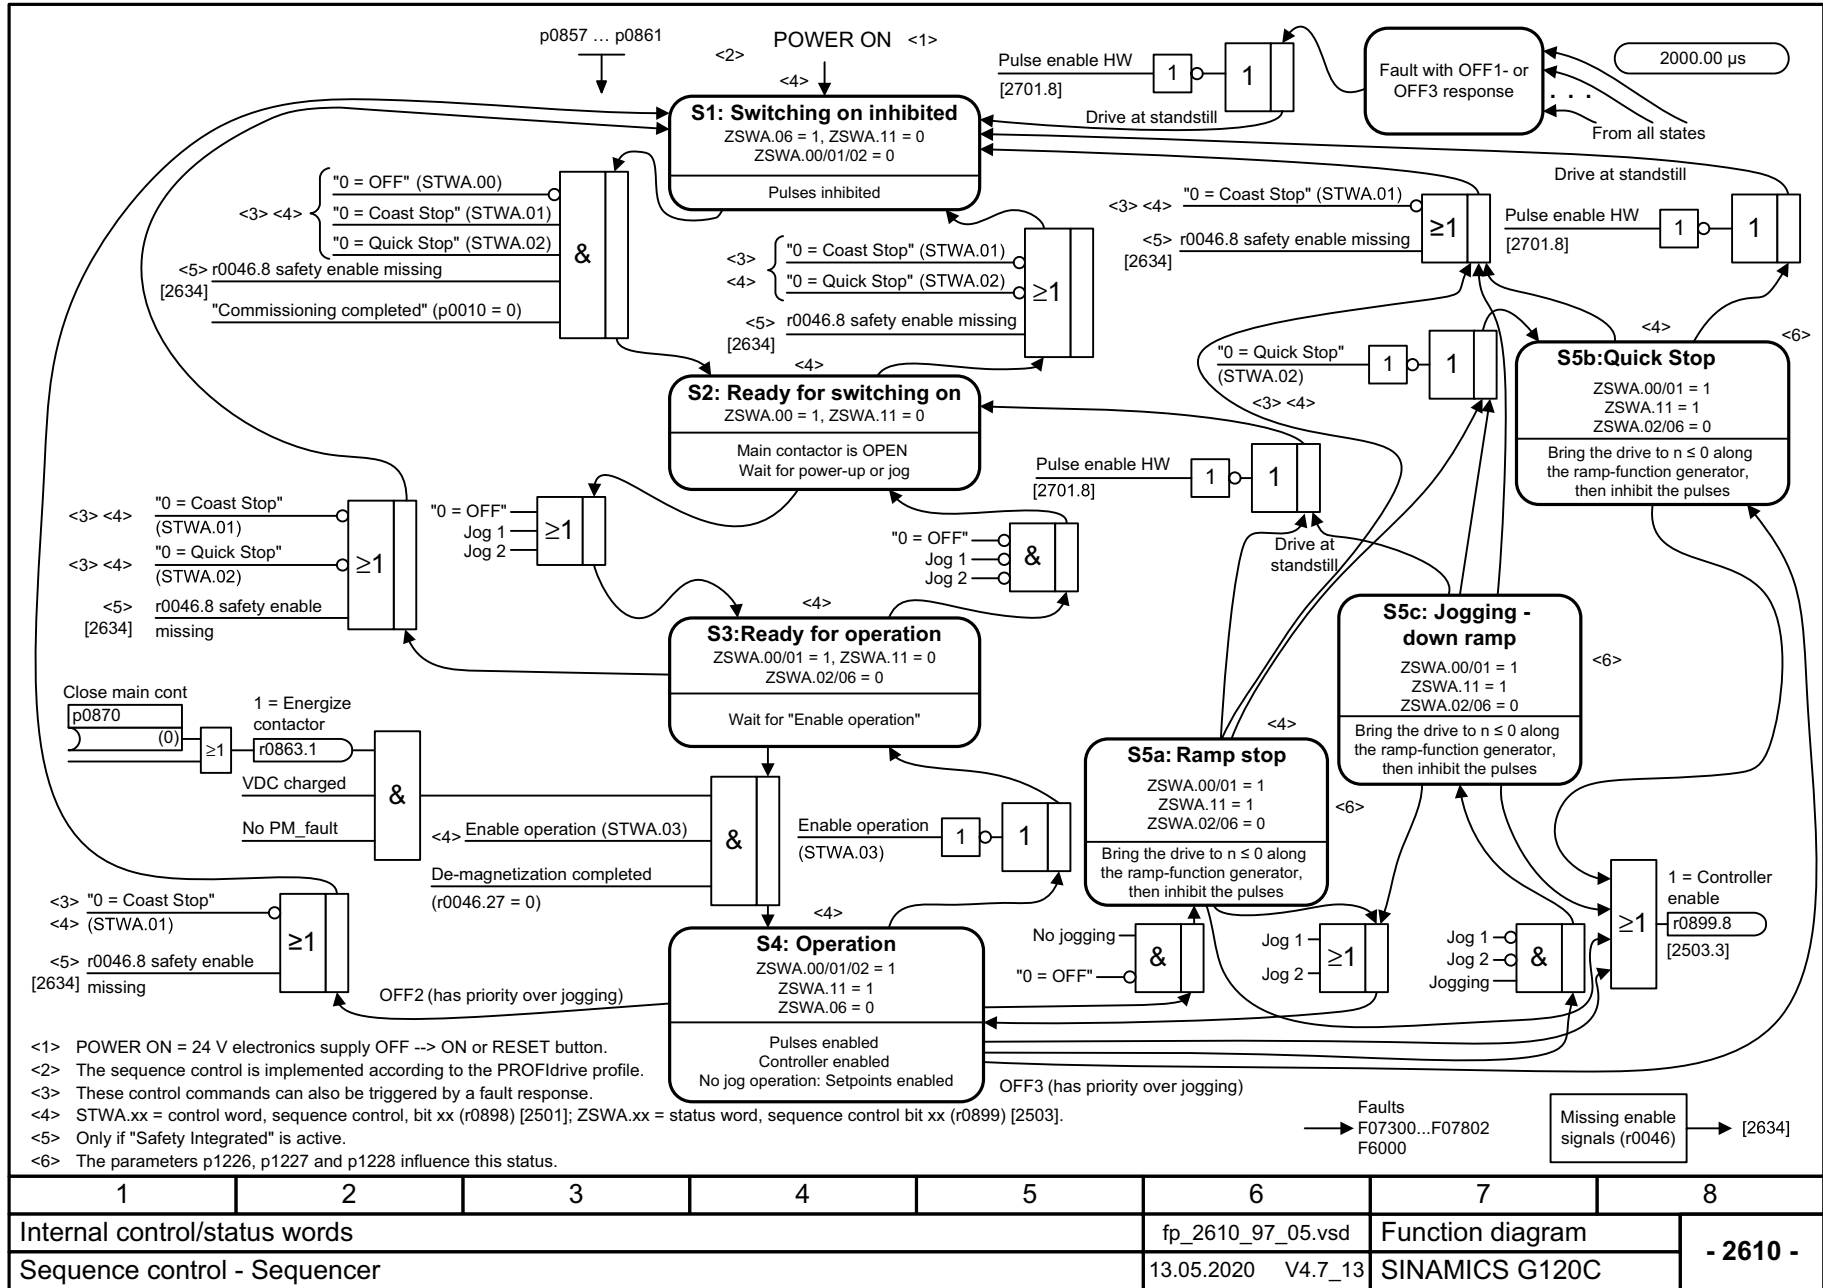 p0857 ... p0861
<2>
POWER ON <1>
<4>
S1: Switching on inhibited
ZSWA.06 = 1, ZSWA.11 = 0
ZSWA.00/01/02 = 0
Pulses inhibited
Pulse enable HW
[2701.8]
1
1
Drive at standstill
Fault with OFF1- or
OFF3 response
. . .
From all states
2000.00 µs
<3> <4>
"0 = OFF" (STWA.00)
"0 = Coast Stop" (STWA.01)
"0 = Quick Stop" (STWA.02)
<5> r0046.8 safety enable missing
[2634]
"Commissioning completed" (p0010 = 0)
&
<3>
<4>
"0 = Coast Stop" (STWA.01)
"0 = Quick Stop" (STWA.02)
<5> r0046.8 safety enable missing
[2634]
≥1
<3> <4>
"0 = Coast Stop" (STWA.01)
<5> r0046.8 safety enable missing
[2634]
≥1
Drive at standstill
Pulse enable HW
[2701.8]
1
1
<4>
S2: Ready for switching on
ZSWA.00 = 1, ZSWA.11 = 0
Main contactor is OPEN
Wait for power-up or jog
"0 = Quick Stop"
(STWA.02)
<3> <4>
1
1
<4>
<6>
S5b:Quick Stop
ZSWA.00/01 = 1
ZSWA.11 = 1
ZSWA.02/06 = 0
Bring the drive to n ≤ 0 along
the ramp-function generator,
then inhibit the pulses
Pulse enable HW
[2701.8]
1
1
Drive at
standstill
<3> <4>
"0 = Coast Stop"
(STWA.01)
<3> <4>
"0 = Quick Stop"
(STWA.02)
<5>
[2634]
r0046.8 safety enable
missing
≥1
"0 = OFF"
Jog 1
Jog 2
≥1
"0 = OFF"
Jog 1
Jog 2
&
<4>
S3:Ready for operation
ZSWA.00/01 = 1, ZSWA.11 = 0
ZSWA.02/06 = 0
Wait for "Enable operation"
S5c: Jogging -
down ramp
ZSWA.00/01 = 1
ZSWA.11 = 1
ZSWA.02/06 = 0
Bring the drive to n ≤ 0 along
the ramp-function generator,
then inhibit the pulses
<6>
<4>
S5a: Ramp stop
ZSWA.00/01 = 1
ZSWA.11 = 1
ZSWA.02/06 = 0
Bring the drive to n ≤ 0 along
the ramp-function generator,
then inhibit the pulses
<6>
Close main cont
p0870
(0)
≥1
1 = Energize
contactor
r0863.1
VDC charged
No PM_fault
&
<4> Enable operation (STWA.03)
De-magnetization completed
(r0046.27 = 0)
&
Enable operation
(STWA.03)
1
1
<3> "0 = Coast Stop"
<4> (STWA.01)
<5> r0046.8 safety enable
[2634] missing
≥1
OFF2 (has priority over jogging)
<4>
S4: Operation
ZSWA.00/01/02 = 1
ZSWA.11 = 1
ZSWA.06 = 0
Pulses enabled
Controller enabled
No jog operation: Setpoints enabled
No jogging
"0 = OFF"
&
Jog 1
Jog 2
≥1
Jog 1
Jog 2
Jogging
&
≥1
1 = Controller
enable
r0899.8
[2503.3]
OFF3 (has priority over jogging)
<1> POWER ON = 24 V electronics supply OFF --> ON or RESET button.
<2> The sequence control is implemented according to the PROFIdrive profile.
<3> These control commands can also be triggered by a fault response.
<4> STWA.xx = control word, sequence control, bit xx (r0898) [2501]; ZSWA.xx = status word, sequence control bit xx (r0899) [2503].
<5> Only if "Safety Integrated" is active.
<6> The parameters p1226, p1227 and p1228 influence this status.
Faults
F07300...F07802
F6000
Missing enable
signals (r0046)
[2634]
1 2 3 4 5 6 7 8
Internal control/status words
fp_2610_97_05.vsd
Function diagram
- 2610 -
Sequence control - Sequencer
13.05.2020 V4.7_13
SINAMICS G120C